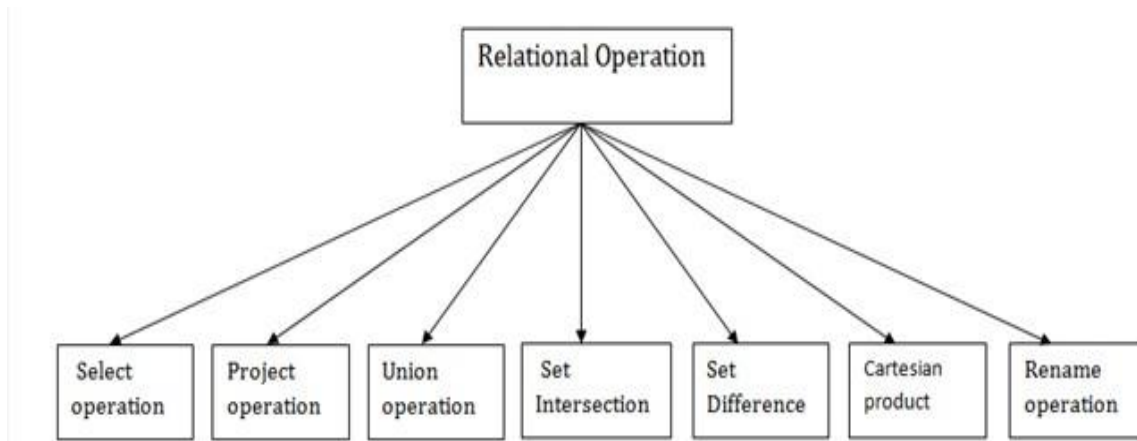 Relational Operation
Select
operation
Project
operation
Union
operation
Set
Intersection
Set
Difference
Cartesian
product
Rename
operation